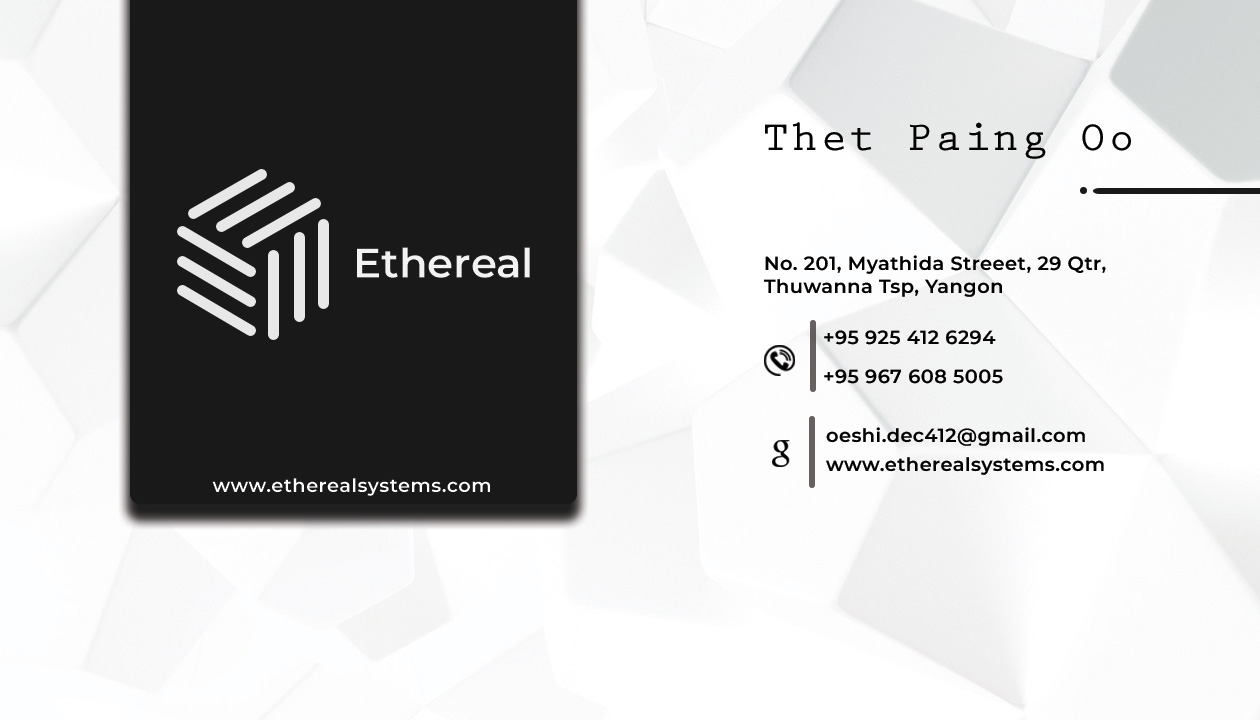 Ethereal
www.etherealsystems.com
Thet Paing Oo
No. 201, Myathida Streeet, 29 Qtr,
Thuwanna Tsp, Yangon
+95 925 412 6294
+95 967 608 5005
g
oeshi.dec412@gmail.com
www.etherealsystems.com